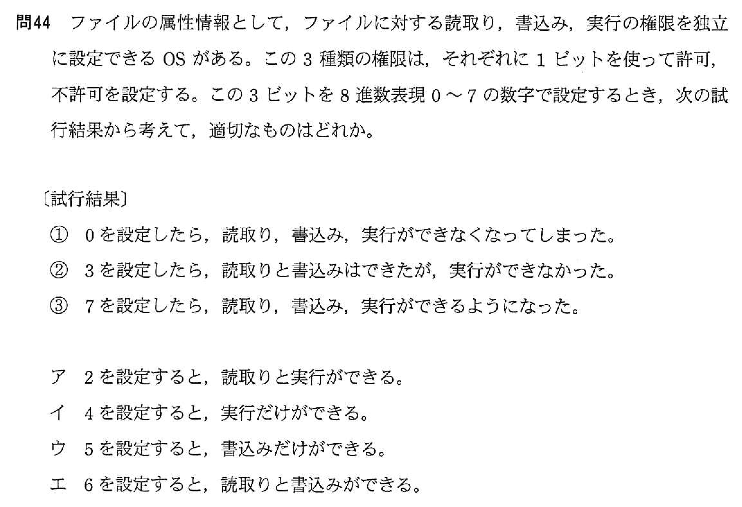 問44 ファイルの属性情報として，ファイルに対する読取り，書込み，実行の権限を独立
に設定できる OS がある。この 3 種類の権限は，それぞれに 1 ビットを使って許可，
不許可を設定する。この 3 ビットを 8 進数表現 0～7 の数字で設定するとき，次の試
行結果から考えて，適切なものはどれか。
〔試行結果〕
① 0 を設定したら，読取り，書込み，実行ができなくなってしまった。
② 3 を設定したら，読取りと書込みはできたが，実行ができなかった。
③ 7 を設定したら，読取り，書込み，実行ができるようになった。
ア 2 を設定すると，読取りと実行ができる。
イ 4 を設定すると，実行だけができる。
ウ 5 を設定すると，書込みだけができる。
エ 6 を設定すると，読取りと書込みができる。